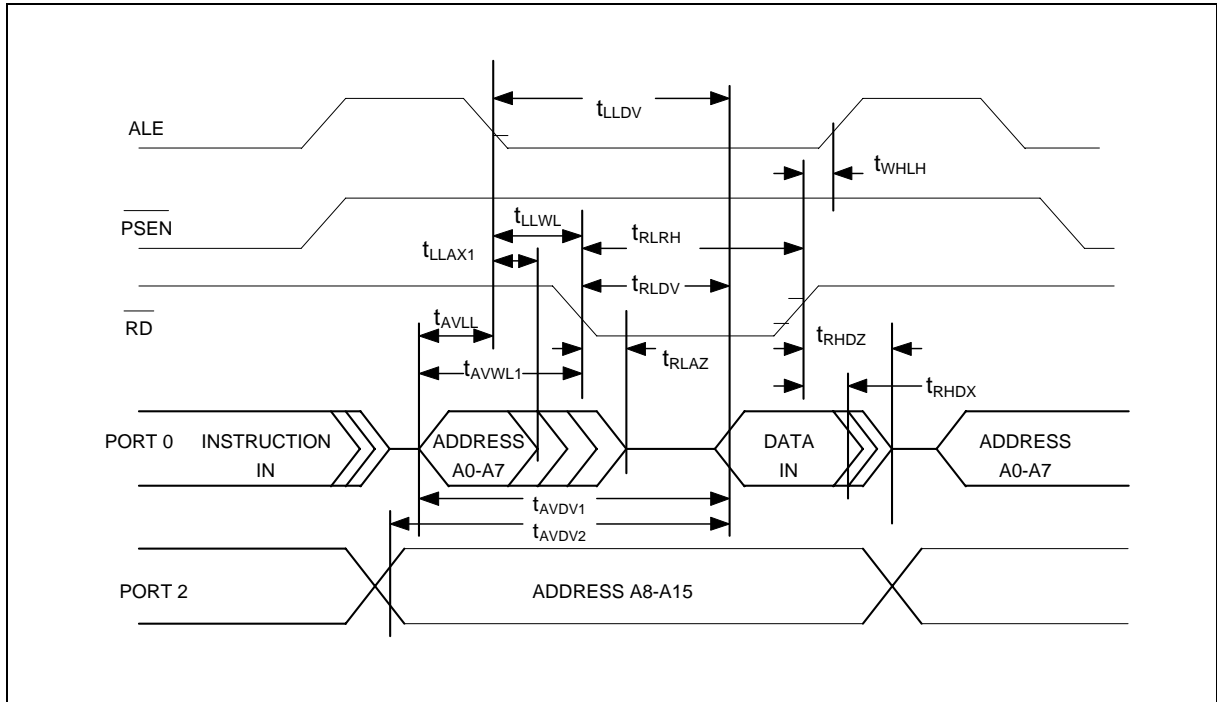 tLLDV
ALE
tWHLH
PSEN
tLLWL
tRLRH
tLLAX1
tRLDV
RD
tAVLL
tRHDZ
tRLAZ
tAVWL1
tRHDX
PORT 0
INSTRUCTION
IN
ADDRESS
A0-A7
DATA
IN
ADDRESS
A0-A7
tAVDV1
tAVDV2
PORT 2
ADDRESS A8-A15